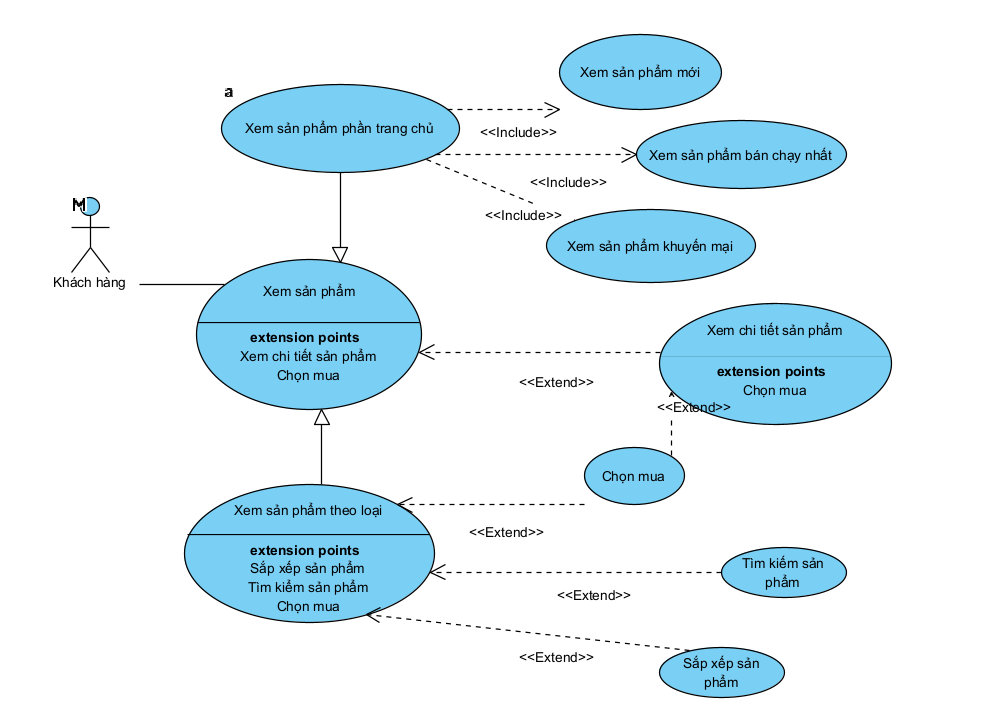 Xem sản phẩm mới
a
Xem sản phẩm phần trang chủ
<<Include>>
Xem sản phẩm bán chạy nhất
<<Include>>
M
<<Include>>
Xem sản phẩm khuyến mại
Khách hàng
Xem sản phẩm
extension points
Xem chi tiết sản phẩm
Chọn mua
Xem chi tiết sản phẩm
extension points
Chọn mua
<<Extend>>
<<Extend>>
Chọn mua
Xem sản phẩm theo loại
extension points
Sắp xếp sản phẩm
Tìm kiểm sản phẩm
Chọn mua
<<Extend>>
Tìm kiếm sản
phẩm
<<Extend>>
<<Extend>>
Sắp xếp sản
phẩm